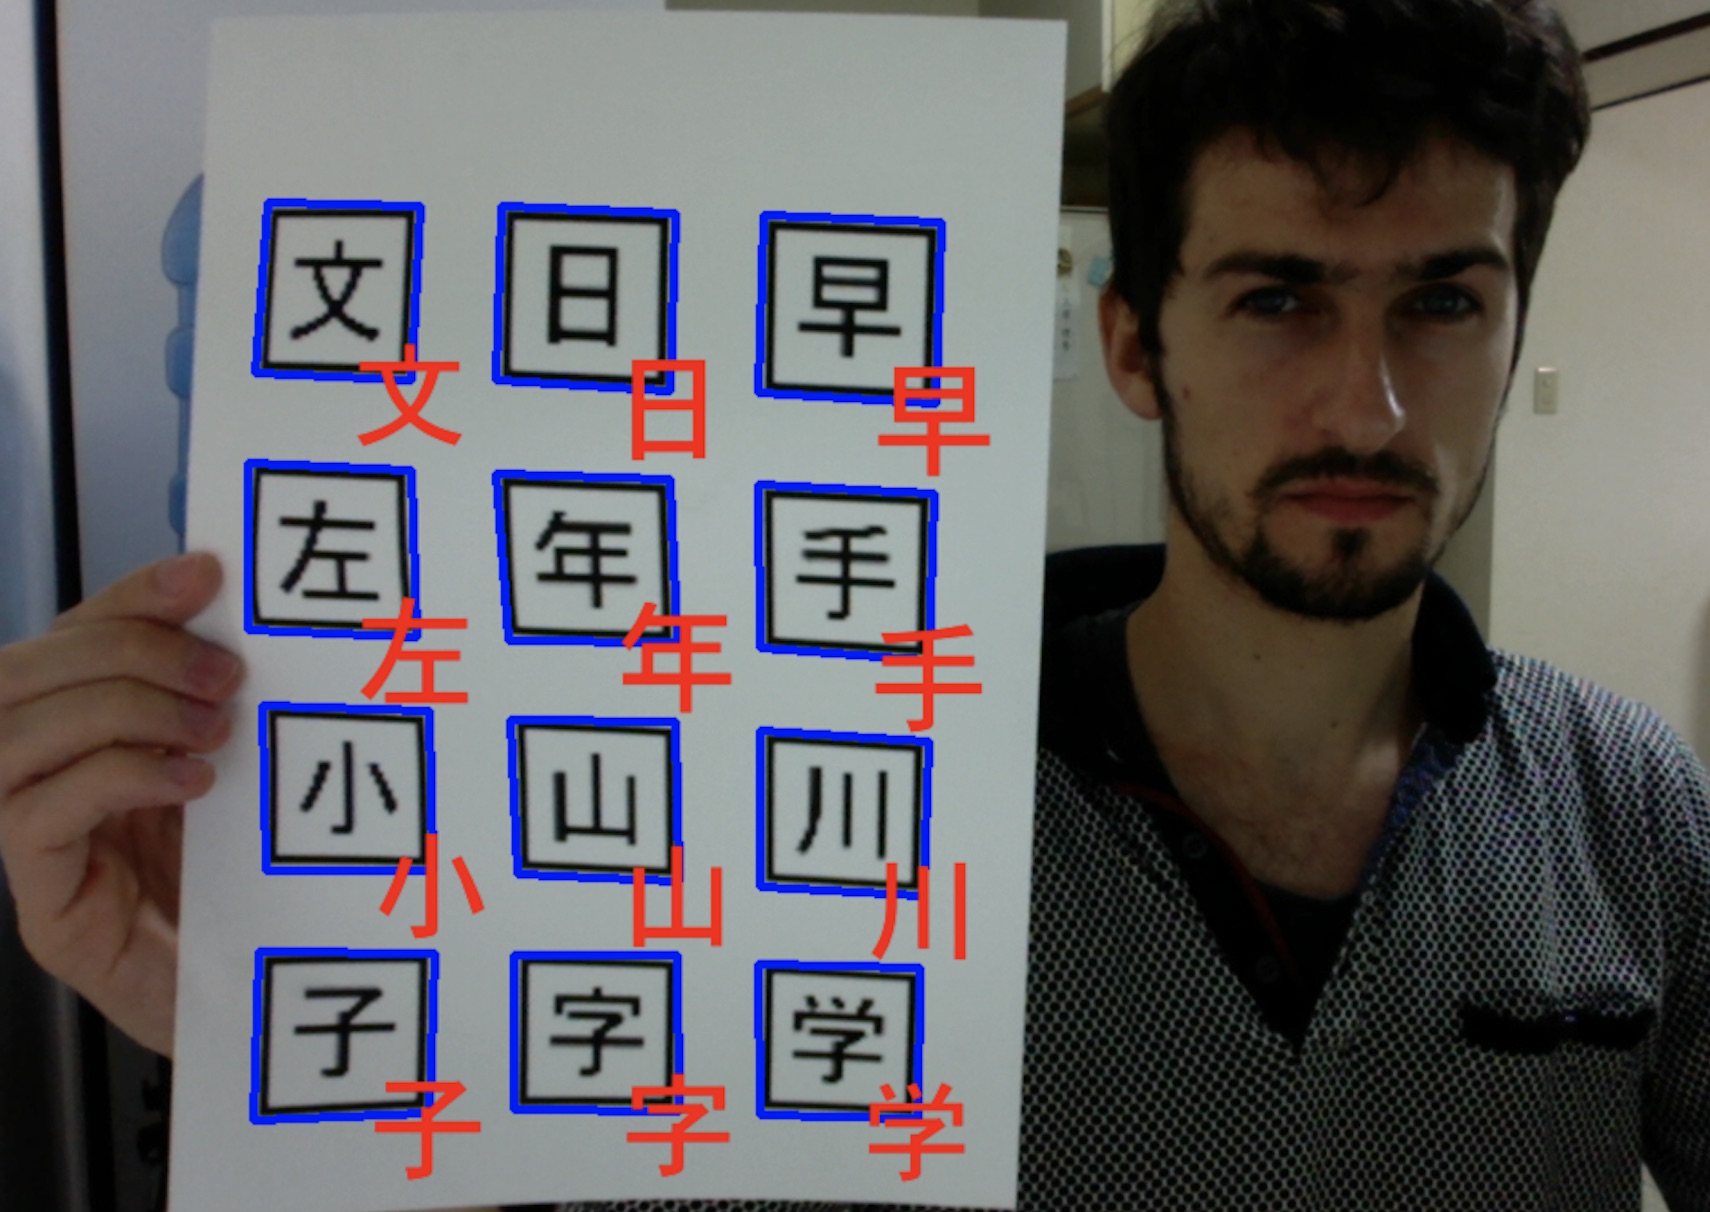 文 日 早
文 日 早
左 年 手
左 年 手
小 山 川
小 山 川
子 字 学
子 字 学